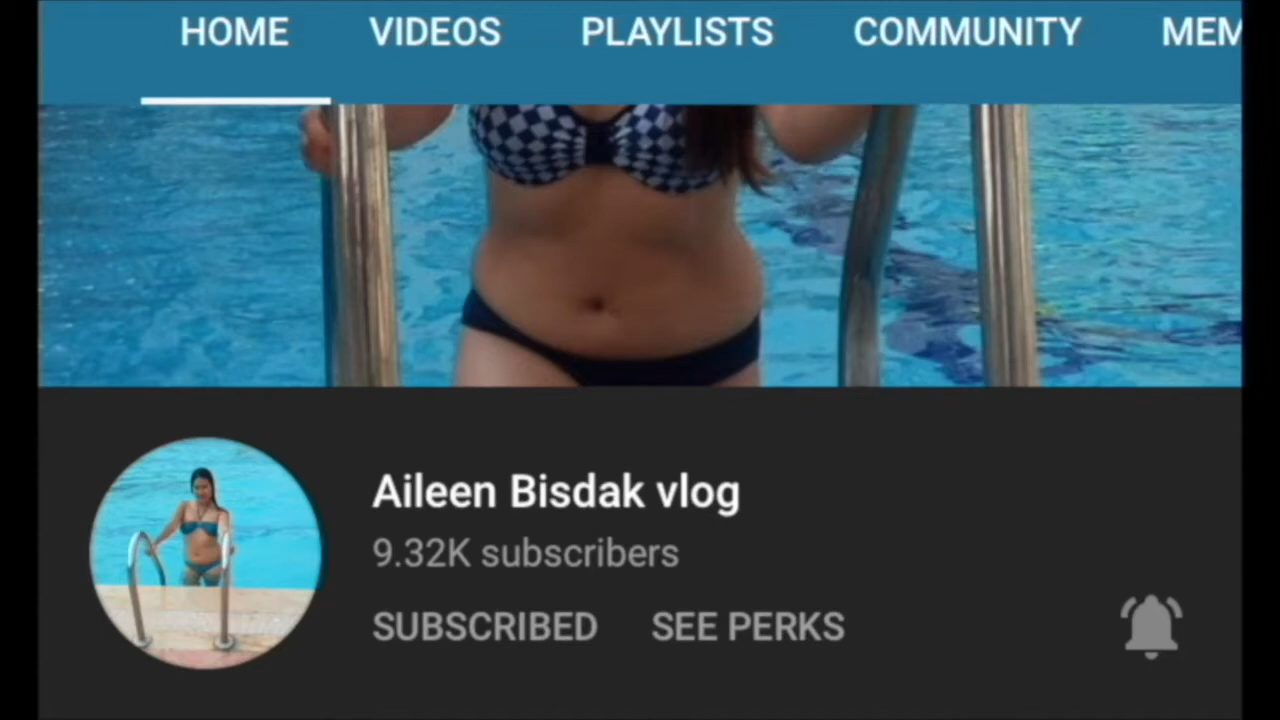 HOME VIDEOS PLAYLISTS COMMUNITY MEM
Aileen Bisdak vlog
9.32K subscribers
SUBSCRIBED SEE PERKS